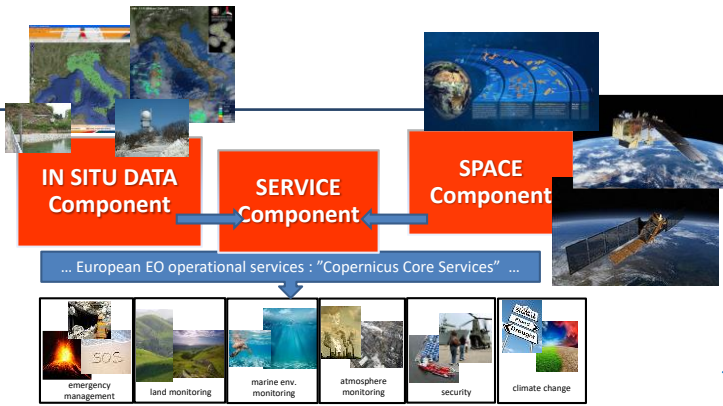 IN SITU DATA
Component
SERVICE
Component
SPACE
Component
... European EO operational services : "Copernicus Core Services" ...
SOS
Drought
emergency
management
land monitoring
marine env.
monitoring
atmosphere
monitoring
security
climate change